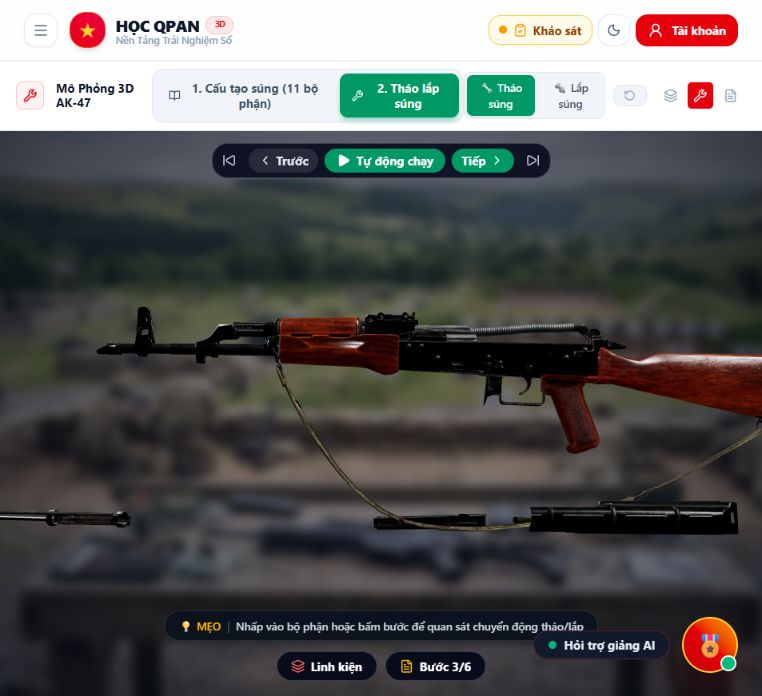 HỌC QPAN 3D
Nền Tảng Trải Nghiệm Số
Khảo sát
Tài khoản
Mô Phỏng 3D
AK-47
1. Cấu tạo súng (11 bộ
phận)
2. Tháo lắp
súng
Tháo
súng
Lắp
súng
Trước
Tự động chạy
Tiếp
MẸO | Nhấp vào bộ phận hoặc bấm bước để quan sát chuyển động tháo/lắp
Hỏi trợ giảng AI
Linh kiện
Bước 3/6